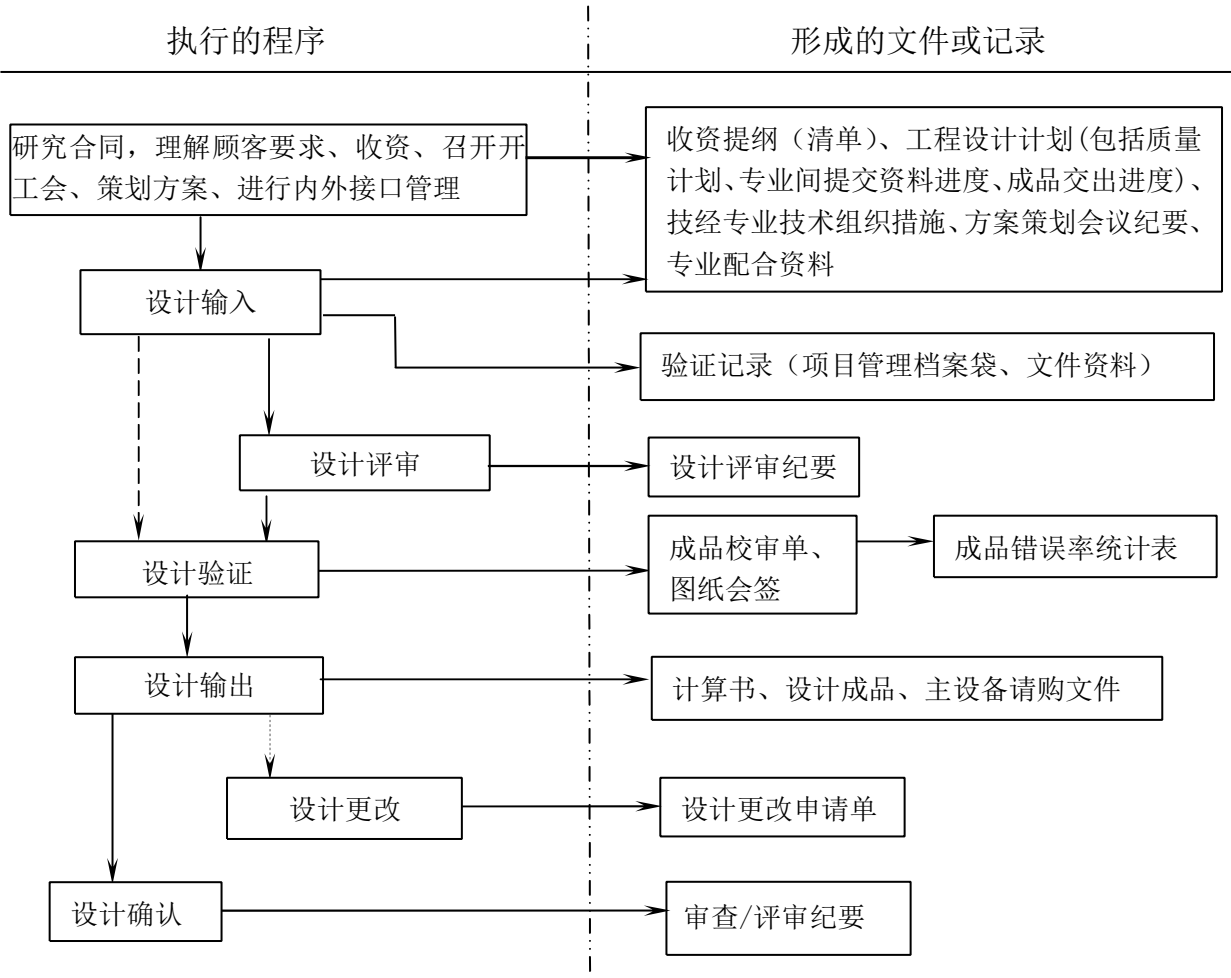 执行的程序
形成的文件或记录
研究合同，理解顾客要求、收资、召开开
工会、策划方案、进行内外接口管理
收资提纲（清单）、工程设计计划(包括质量
计划、专业间提交资料进度、成品交出进度)、
技经专业技术组织措施、方案策划会议纪要、
专业配合资料
设计输入
验证记录（项目管理档案袋、文件资料）
设计评审
设计评审纪要
设计验证
成品校审单、
图纸会签
成品错误率统计表
设计输出
计算书、设计成品、主设备请购文件
设计更改
设计更改申请单
设计确认
审查/评审纪要